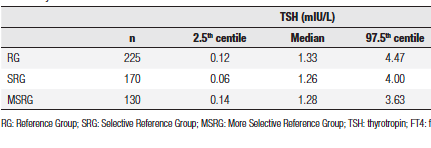 TSH (mIU/L)
n 2.5th centile Median 97.5th centile
RG 225 0.12 1.33 4.47
SRG 170 0.06 1.26 4.00
MSRG 130 0.14 1.28 3.63
RG: Reference Group; SRG: Selective Reference Group; MSRG: More Selective Reference Group; TSH: thyrotropin; FT4: f